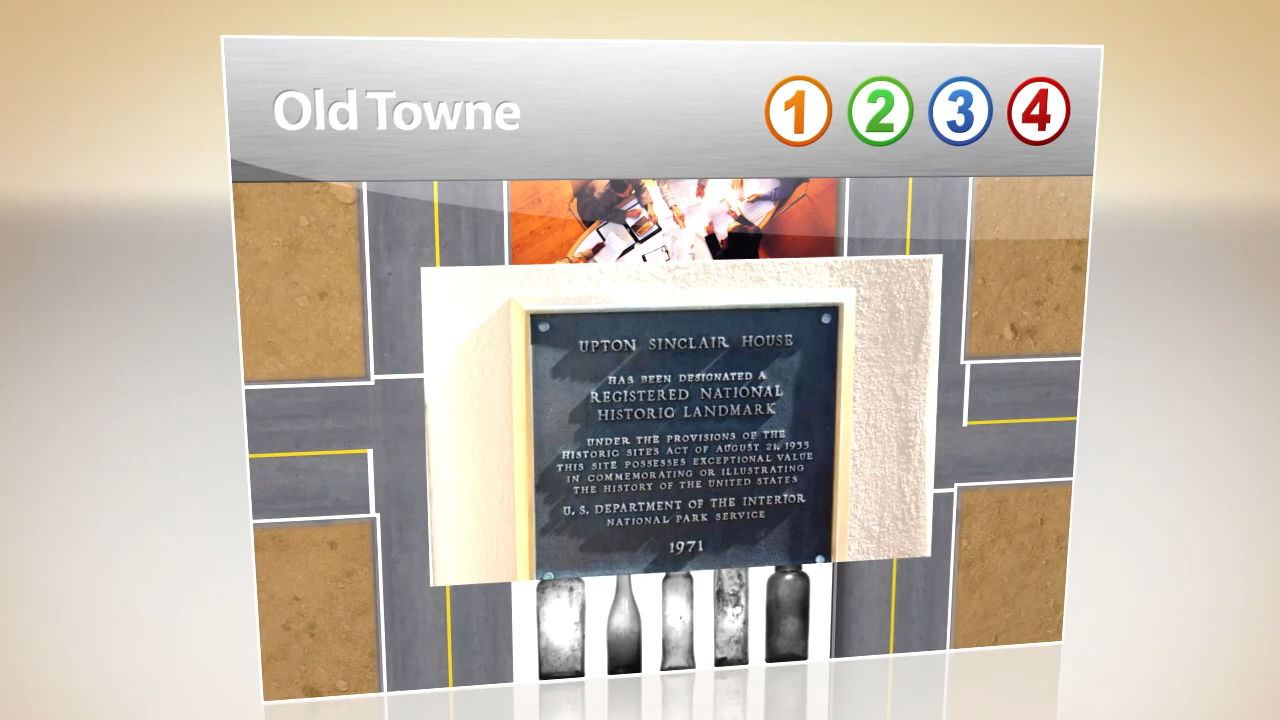 Old Towne
1 2 3 4
UPTON SINCLAIR HOUSE
HAS BEEN DESIGNATED A
REGISTERED NATIONAL
HISTORIC LANDMARK
UNDER THE PROVISIONS OF THE
HISTORIC SITES ACT OF AUGUST 21, 1935
THIS SITE POSSESSES EXCEPTIONAL VALUE
IN COMMEMORATING OR ILLUSTRATING
THE HISTORY OF THE UNITED STATES
U. S. DEPARTMENT OF THE INTERIOR
NATIONAL PARK SERVICE
1971